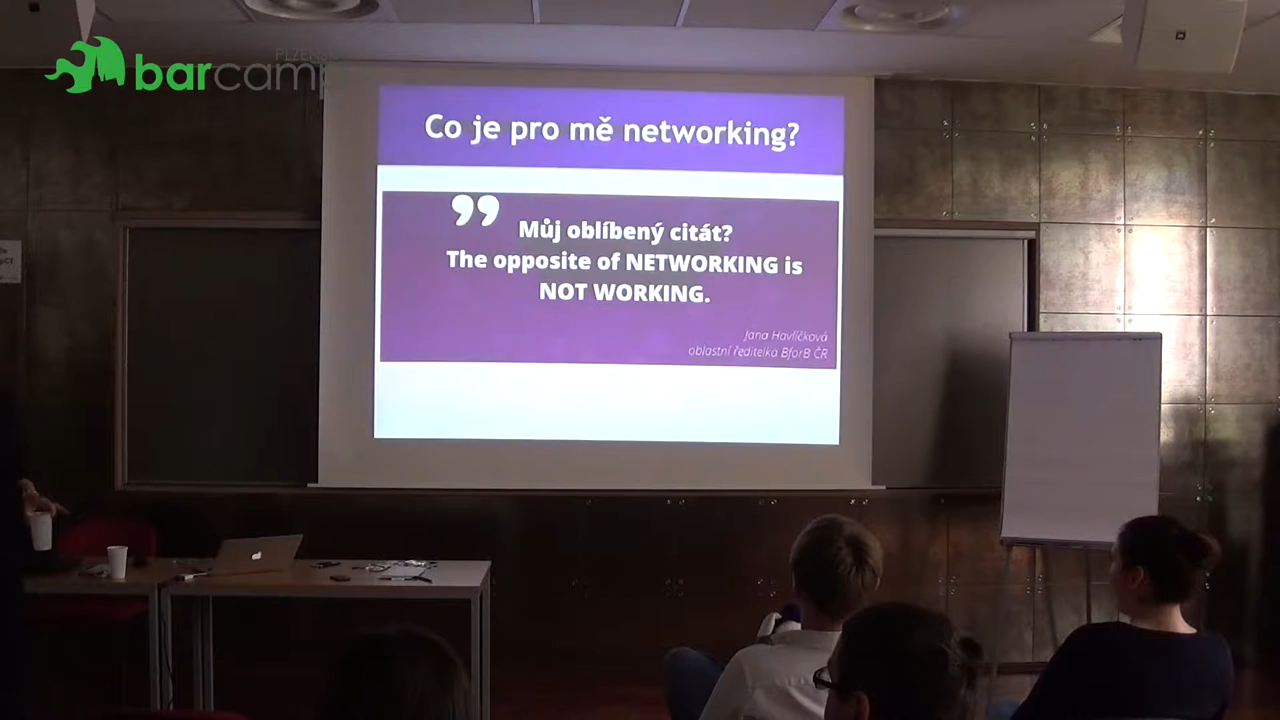 PLZEŇ
barcamp
Co je pro mě networking?
Můj oblíbený citát?
The opposite of NETWORKING is
NOT WORKING.
Jana Havlíčková
oblastní ředitelka BforB ČR